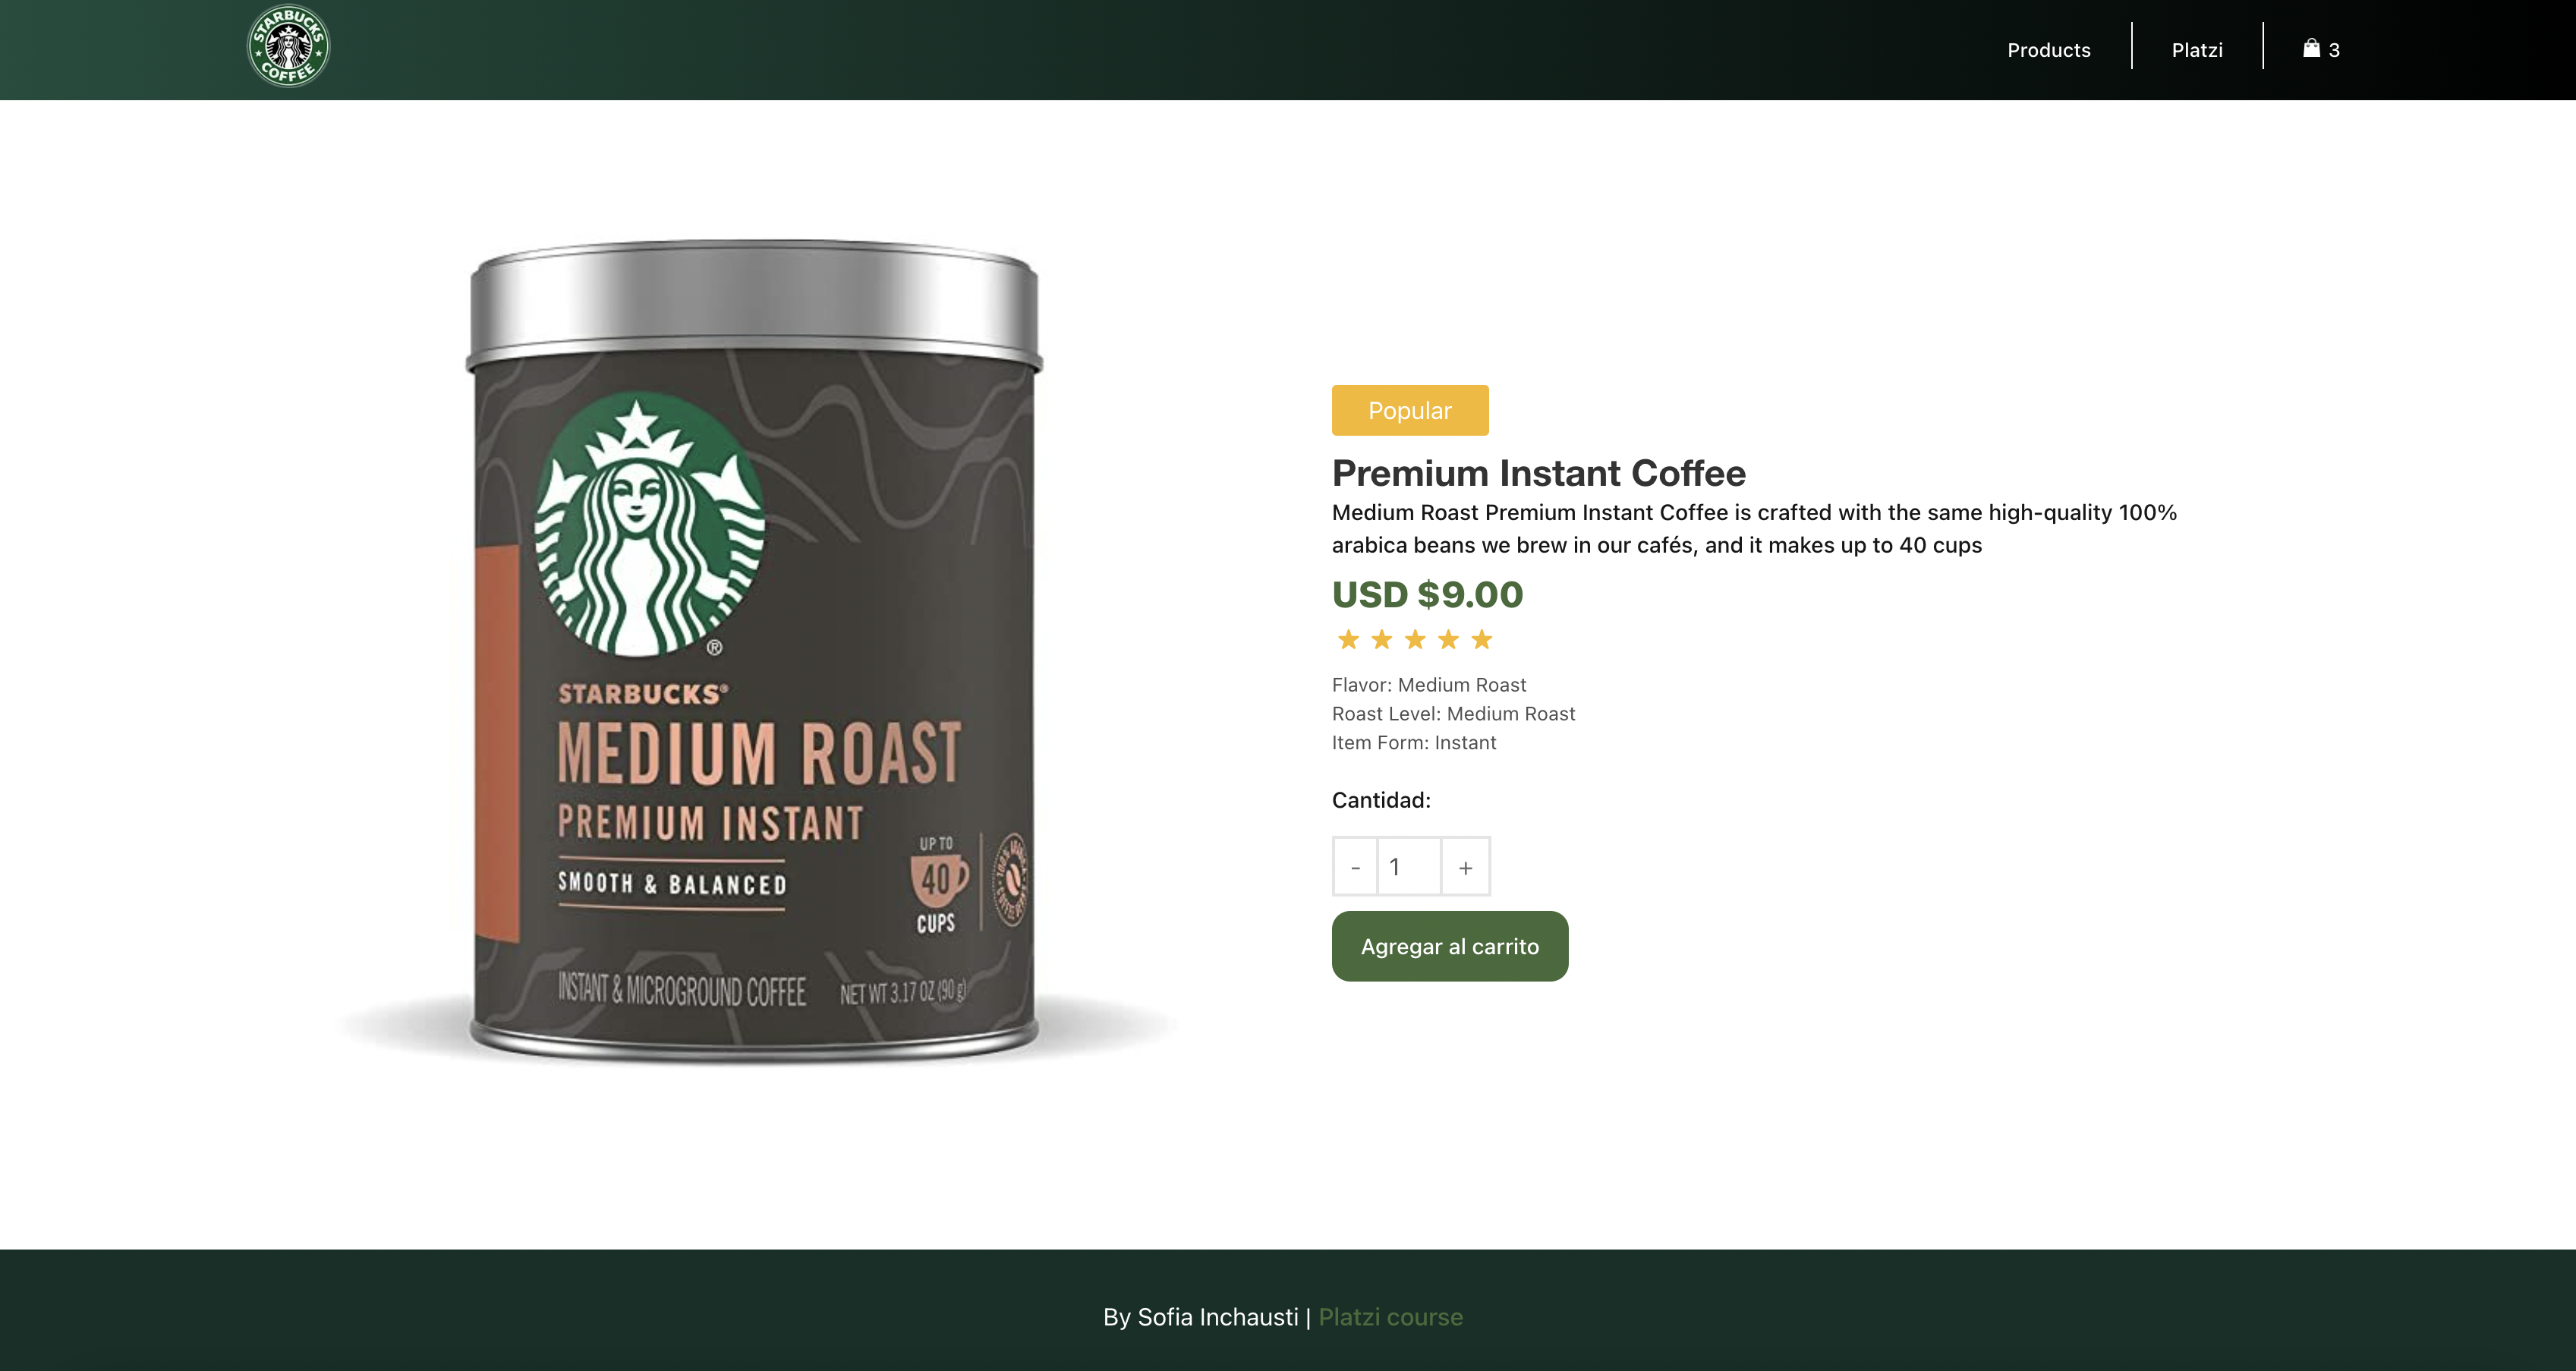 STARBUCKS
COFFEE
Products
Platzi
3
STARBUCKS®
MEDIUM ROAST
PREMIUM INSTANT
SMOOTH & BALANCED
UP TO
40
CUPS
INSTANT & MICROGROUND COFFEE
NET WT 3.17 OZ (90 g)
Popular
Premium Instant Coffee
Medium Roast Premium Instant Coffee is crafted with the same high-quality 100%
arabica beans we brew in our cafés, and it makes up to 40 cups
USD $9.00
Flavor: Medium Roast
Roast Level: Medium Roast
Item Form: Instant
Cantidad:
- 1 +
Agregar al carrito
By Sofia Inchausti | Platzi course